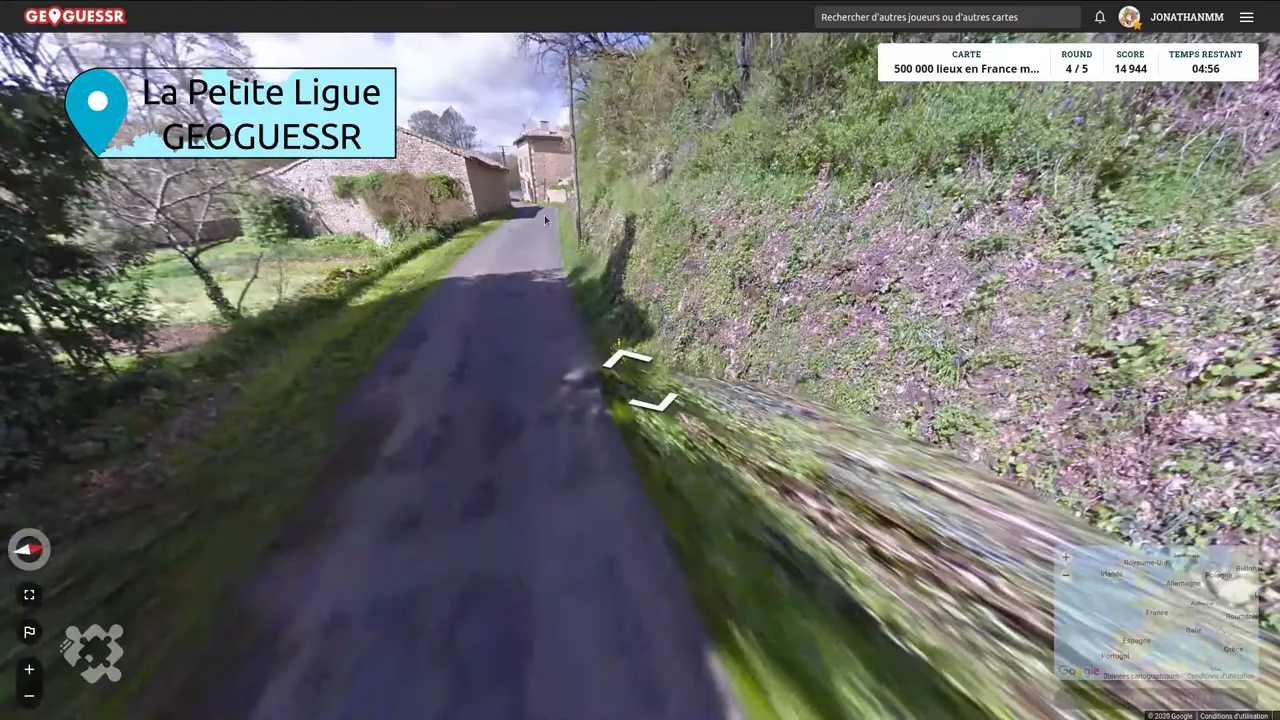 GEOGUESSR
Rechercher d'autres joueurs ou d'autres cartes
JONATHANMM
CARTE
500 000 lieux en France m...
ROUND
4 / 5
SCORE
14 944
TEMPS RESTANT
04:56
La Petite Ligue
GEOGUESSR
+
−
Royaume-Uni
Irlande
Pologne
Allemagne
France
Italie
Espagne
Grèce
Portugal
Google
Données cartographiques
Conditions d'utilisation
+
−
© 2020 Google
Conditions d'utilisation